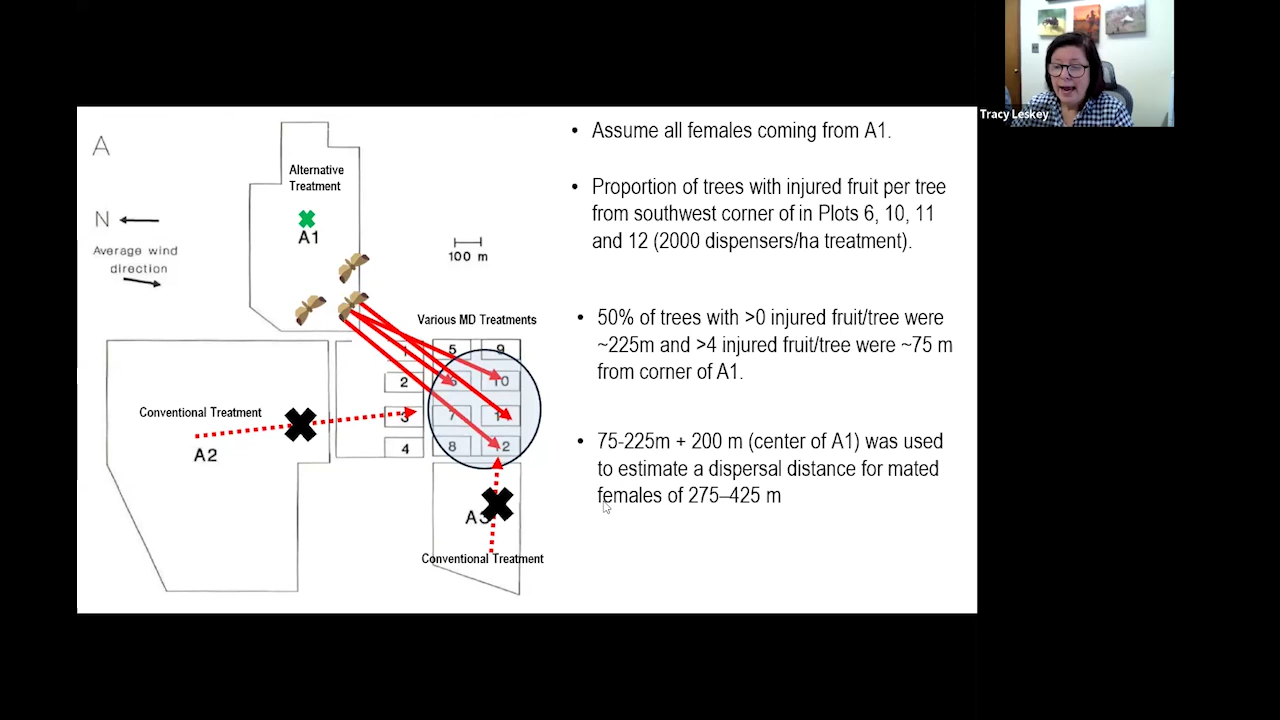 A
N
Average wind
direction
Alternative
Treatment
A1
100 m
Various MD Treatments
1
5
9
2
6
10
3
7
4
8
12
Conventional Treatment
A2
A3
Conventional Treatment
• Assume all females coming from A1.
• Proportion of trees with injured fruit per tree
from southwest corner of in Plots 6, 10, 11
and 12 (2000 dispensers/ha treatment).
• 50% of trees with >0 injured fruit/tree were
~225m and >4 injured fruit/tree were ~75 m
from corner of A1.
• 75-225m + 200 m (center of A1) was used
to estimate a dispersal distance for mated
females of 275–425 m
Tracy Leskey